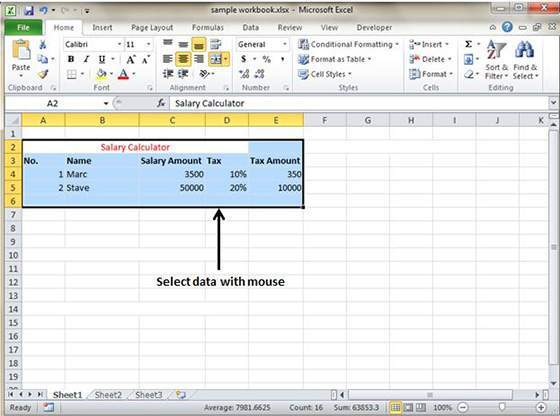 sample workbook.xlsx - Microsoft Excel
File Home Insert Page Layout Formulas Data Review View Developer
Calibri 11 General Conditional Formatting Insert Σ
Paste B I U A A $ % , Format as Table Delete Sort & Find &
Cell Styles Format Filter Select
Clipboard Font Alignment Number Styles Cells Editing
A2 fx Salary Calculator
A B C D E F G H I J K
1
2 Salary Calculator
3 No. Name Salary Amount Tax Tax Amount
4 1 Marc 3500 10% 350
5 2 Stave 50000 20% 10000
6
7
8
9
10
11
12 Select data with mouse
13
14
15
16
17
18
19
Sheet1 Sheet2 Sheet3
Ready Average: 7981.6625 Count: 16 Sum: 63853.3 100%